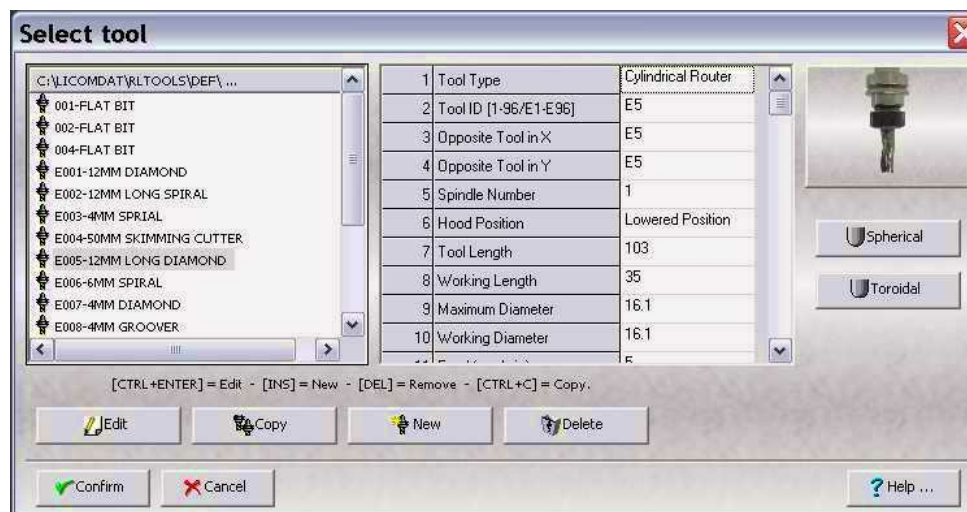 Select tool
C:\LICOMDAT\RLTOOLS\DEF\ ...
001-FLAT BIT
002-FLAT BIT
004-FLAT BIT
E001-12MM DIAMOND
E002-12MM LONG SPIRAL
E003-4MM SPRIAL
E004-50MM SKIMMING CUTTER
E005-12MM LONG DIAMOND
E006-6MM SPIRAL
E007-4MM DIAMOND
E008-4MM GROOVER
1 Tool Type Cylindrical Router
2 Tool ID [1-96/E1-E96] E5
3 Opposite Tool in X E5
4 Opposite Tool in Y E5
5 Spindle Number 1
6 Hood Position Lowered Position
7 Tool Length 103
8 Working Length 35
9 Maximum Diameter 16.1
10 Working Diameter 16.1
Spherical
Toroidal
[CTRL+ENTER] = Edit - [INS] = New - [DEL] = Remove - [CTRL+C] = Copy.
Edit Copy New Delete
Confirm Cancel ? Help ...